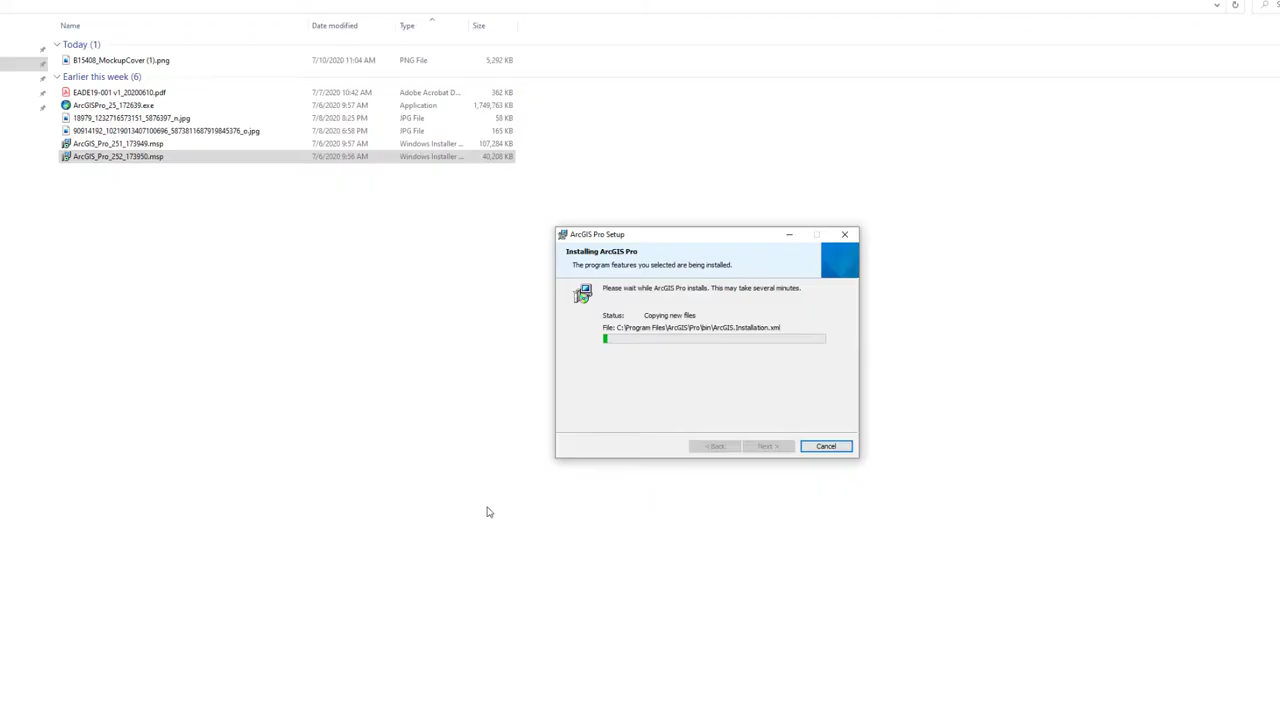 Name Date modified Type Size
Today (1)
B15408_MockupCover (1).png 7/10/2020 11:04 AM PNG File 5,292 KB
Earlier this week (6)
EADE19-001 v1_20200610.pdf 7/7/2020 10:42 AM Adobe Acrobat D... 362 KB
ArcGISPro_25_172639.exe 7/6/2020 9:57 AM Application 1,749,763 KB
18979_1232716573151_5876397_n.jpg 7/8/2020 8:25 PM JPG File 58 KB
90914192_10219013407100696_5873811687919845376_o.jpg 7/8/2020 6:58 PM JPG File 165 KB
ArcGIS_Pro_251_173949.msp 7/6/2020 9:57 AM Windows Installer ... 107,284 KB
ArcGIS_Pro_252_173950.msp 7/6/2020 9:56 AM Windows Installer ... 40,208 KB
ArcGIS Pro Setup
Installing ArcGIS Pro
The program features you selected are being installed.
Please wait while ArcGIS Pro installs. This may take several minutes.
Status: Copying new files
File: C:\Program Files\ArcGIS\Pro\bin\ArcGIS.Installation.xml
< Back Next > Cancel